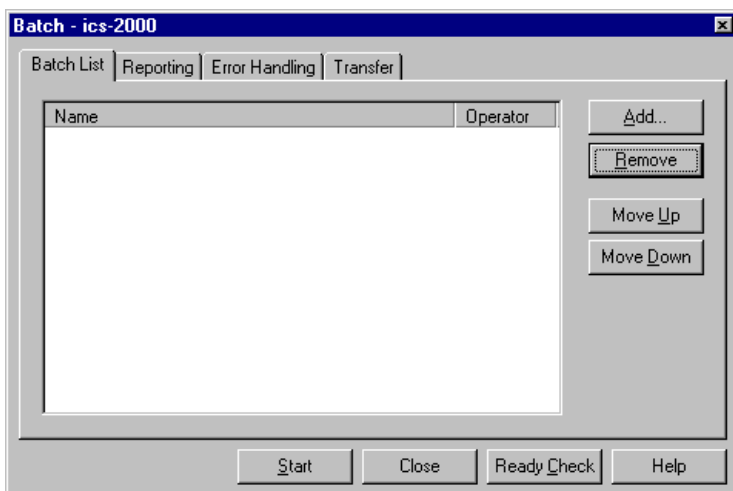 Batch - ics-2000
Batch List Reporting Error Handling Transfer
Name Operator
Add...
Remove
Move Up
Move Down
Start Close Ready Check Help